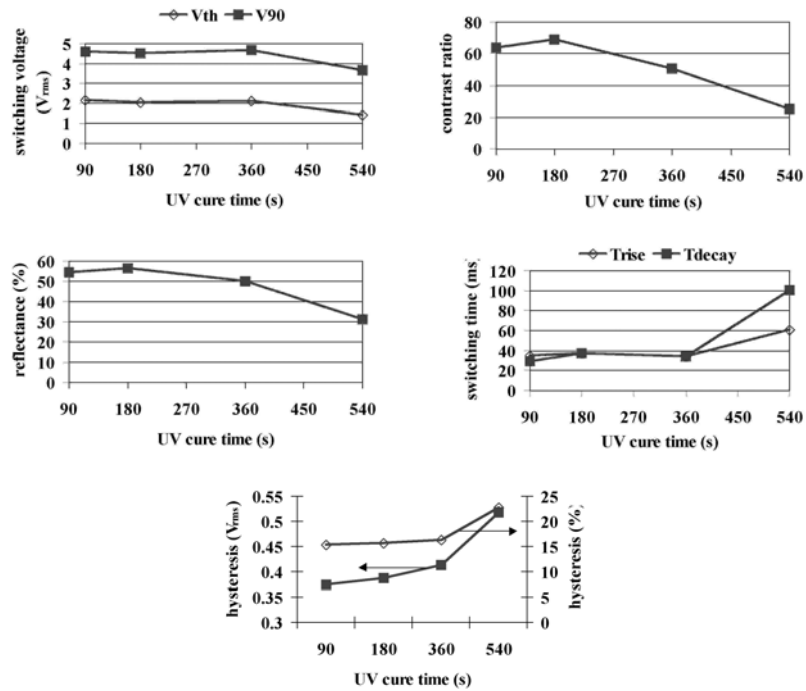 Vth V90
switching voltage
(Vrms)
5
4
3
2
1
0
90 180 270 360 450 540
UV cure time (s)
contrast ratio
80
60
40
20
0
90 180 270 360 450 540
UV cure time (s)
reflectance (%)
60
50
40
30
20
10
0
90 180 270 360 450 540
UV cure time (s)
Trise Tdecay
switching time (ms)
120
100
80
60
40
20
0
90 180 270 360 450 540
UV cure time (s)
hysteresis (Vrms)
0.55
0.5
0.45
0.4
0.35
0.3
25
20
15
10
5
0
hysteresis (%)
90 180 360 540
UV cure time (s)